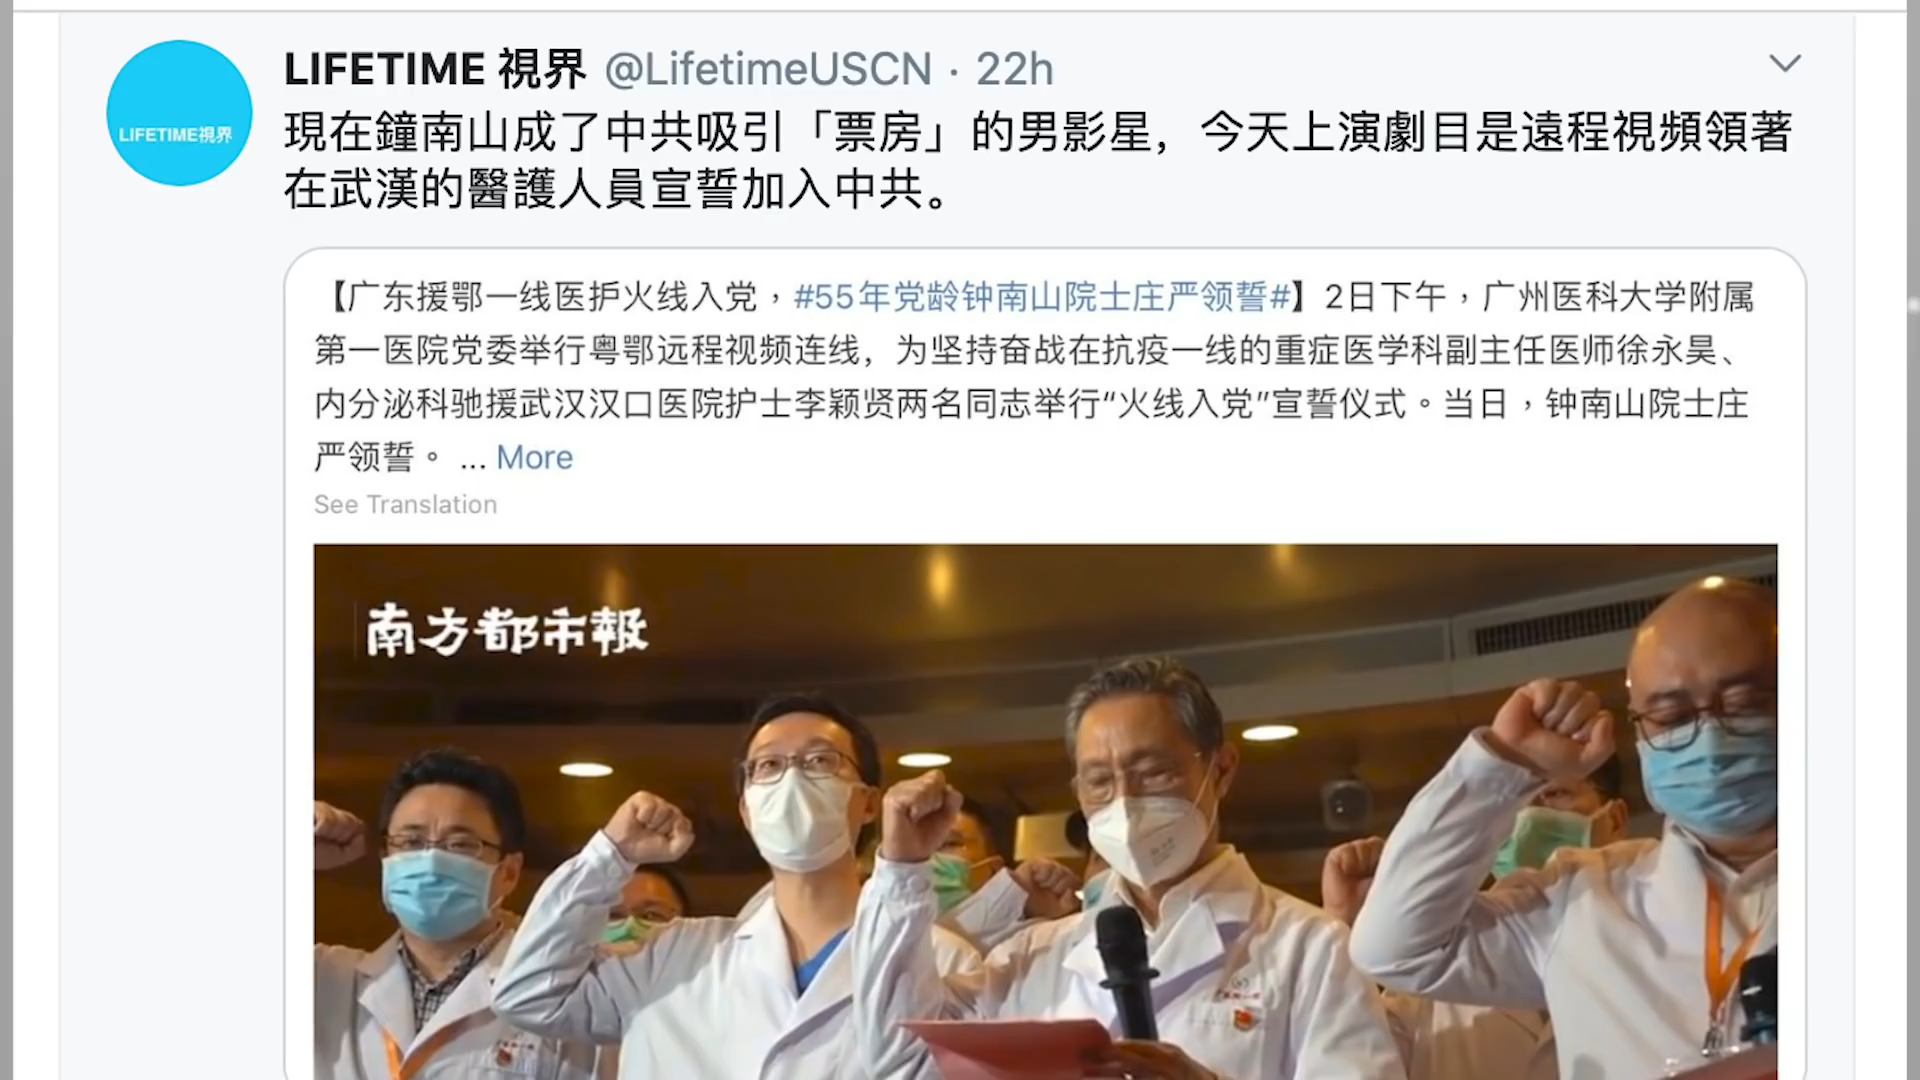 LIFETIME 視界 @LifetimeUSCN · 22h
LIFETIME視界
現在鐘南山成了中共吸引「票房」的男影星，今天上演劇目是遠程視頻領著
在武漢的醫護人員宣誓加入中共。
【广东援鄂一线医护火线入党，#55年党龄钟南山院士庄严领誓#】2日下午，广州医科大学附属
第一医院党委举行粤鄂远程视频连线，为坚持奋战在抗疫一线的重症医学科副主任医师徐永昊、
内分泌科驰援武汉汉口医院护士李颖贤两名同志举行“火线入党”宣誓仪式。当日，钟南山院士庄
严领誓。 ... More
See Translation
南方都市報